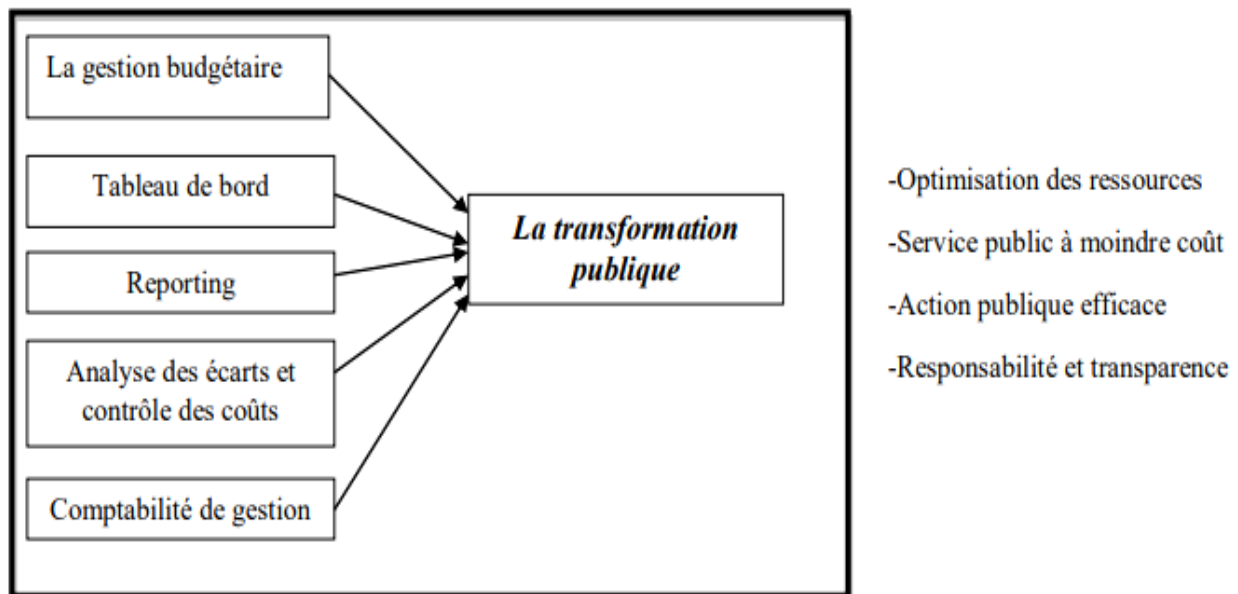 La gestion budgétaire
Tableau de bord
Reporting
Analyse des écarts et
contrôle des coûts
Comptabilité de gestion
La transformation
publique
-Optimisation des ressources
-Service public à moindre coût
-Action publique efficace
-Responsabilité et transparence